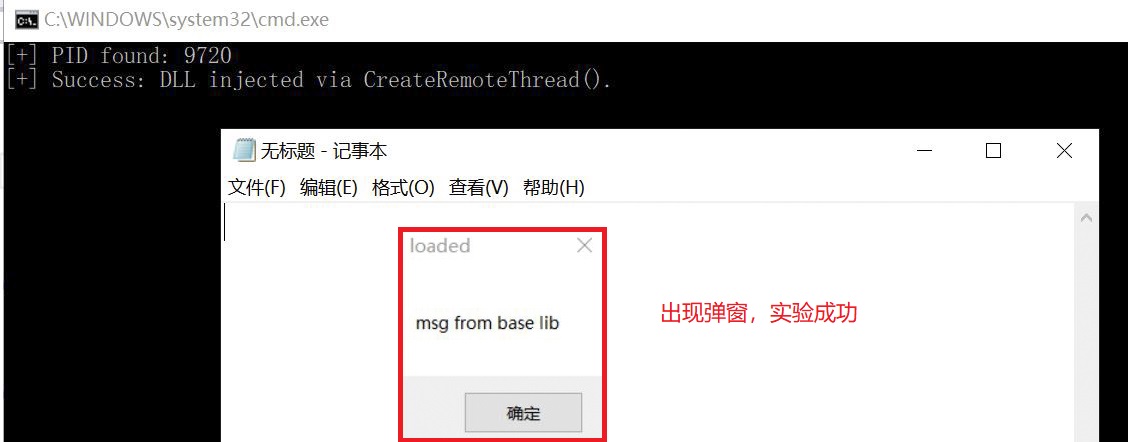 C:\WINDOWS\system32\cmd.exe
[+] PID found: 9720
[+] Success: DLL injected via CreateRemoteThread().
无标题 - 记事本
文件(F) 编辑(E) 格式(O) 查看(V) 帮助(H)
loaded
msg from base lib
确定
出现弹窗，实验成功